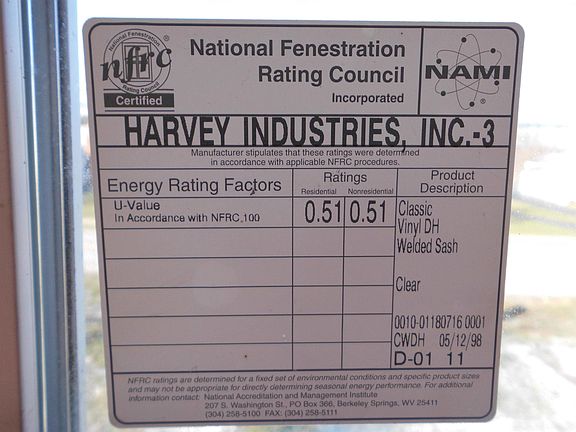 National Fenestration
Rating Council
nfrc
®
National Fenestration
Rating Council
Incorporated
Certified
NAMI
®
HARVEY INDUSTRIES, INC.-3
Manufacturer stipulates that these ratings were determined
in accordance with applicable NFRC procedures.
Energy Rating Factors
Ratings
Residential Nonresidential
Product
Description
U-Value
In Accordance with NFRC 100
0.51 0.51
Classic
Vinyl DH
Welded Sash
Clear
0010-01180716 0001
CWDH 05/12/98
D-01 11
NFRC ratings are determined for a fixed set of environmental conditions and specific product sizes
and may not be appropriate for directly determining seasonal energy performance. For additional
information contact: National Accreditation and Management Institute
207 S. Washington St., PO Box 366, Berkeley Springs, WV 25411
(304) 258-5100 FAX: (304) 258-5111